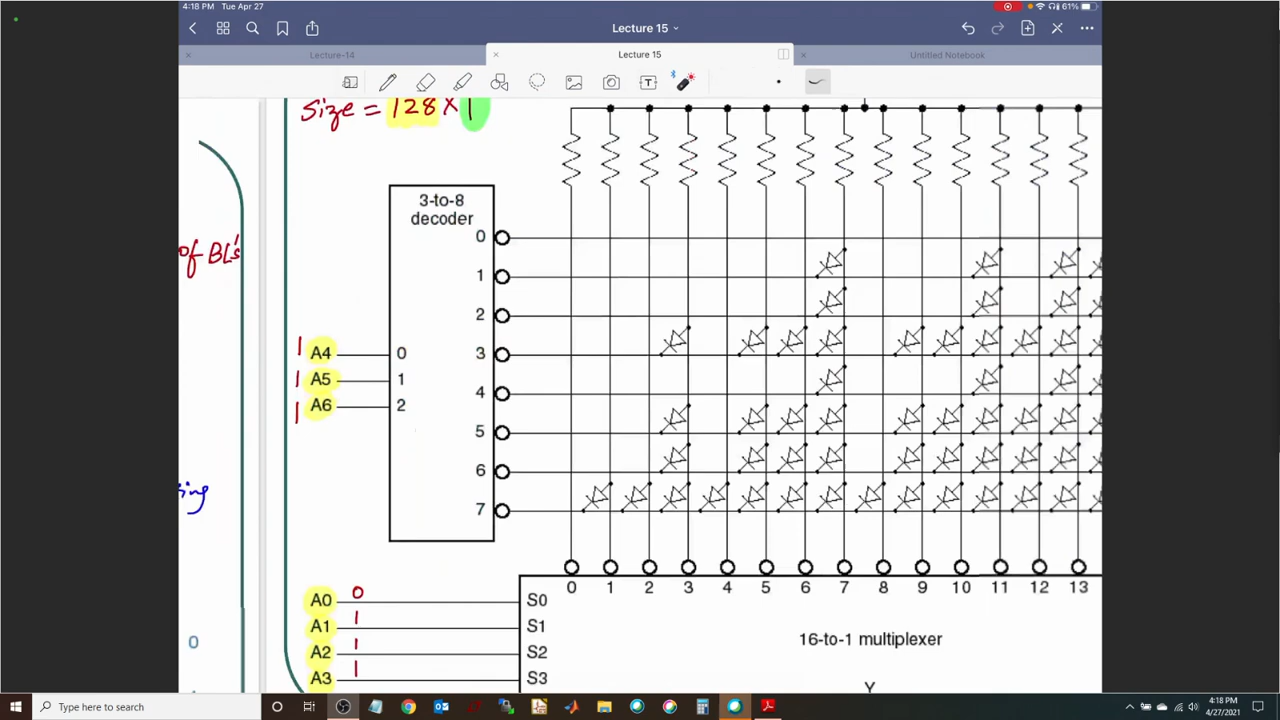 4:18 PM Tue Apr 27
61%
Lecture 15
Lecture-14
Lecture 15
Untitled Notebook
T
Size = 128 × 1
3-to-8
decoder
0
1
2
3
4
5
6
7
of BL's
1 A4 0
1 A5 1
1 A6 2
0 1 2 3 4 5 6 7 8 9 10 11 12 13
A0 0 S0
A1 1 S1
A2 1 S2
A3 1 S3
16-to-1 multiplexer
Y
0
Type here to search
4:18 PM
4/27/2021